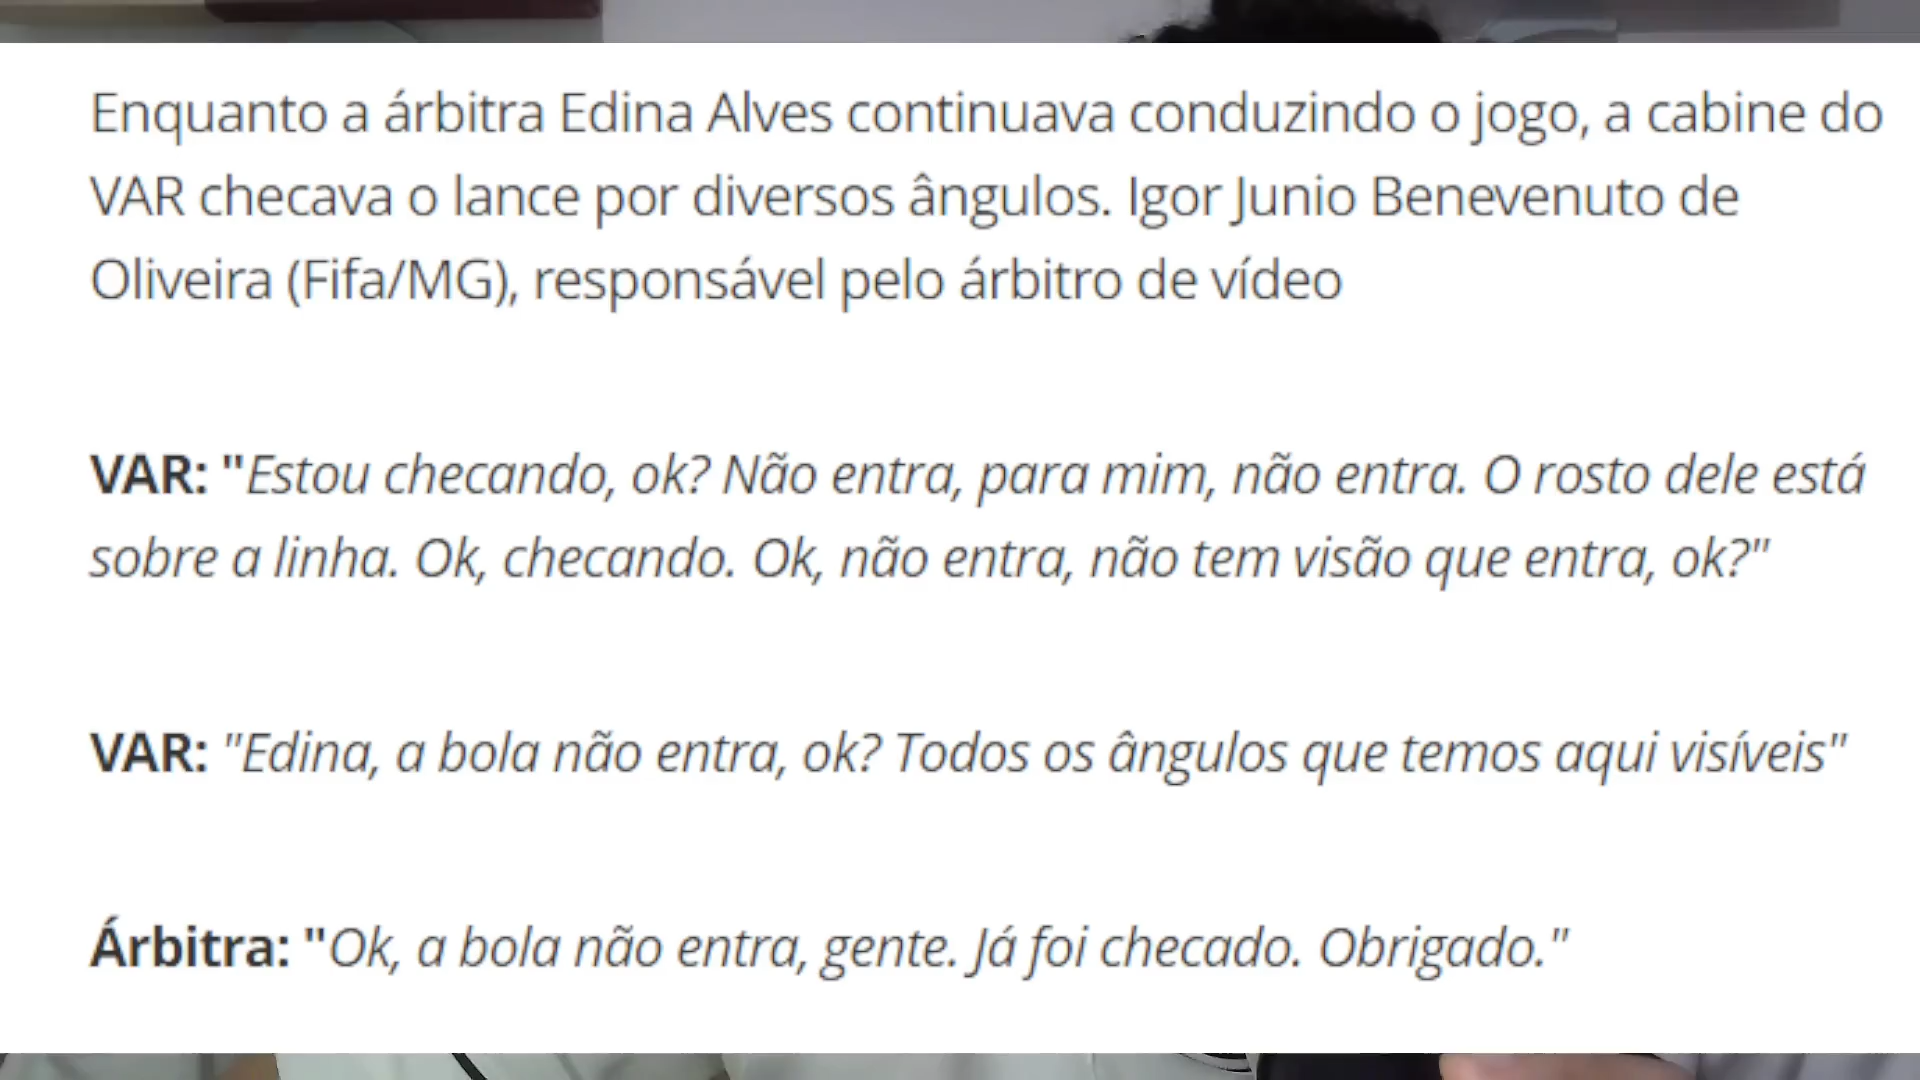 Enquanto a árbitra Edina Alves continuava conduzindo o jogo, a cabine do
VAR checava o lance por diversos ângulos. Igor Junio Benevenuto de
Oliveira (Fifa/MG), responsável pelo árbitro de vídeo
VAR: "Estou checando, ok? Não entra, para mim, não entra. O rosto dele está
sobre a linha. Ok, checando. Ok, não entra, não tem visão que entra, ok?"
VAR: "Edina, a bola não entra, ok? Todos os ângulos que temos aqui visíveis"
Árbitra: "Ok, a bola não entra, gente. Já foi checado. Obrigado."